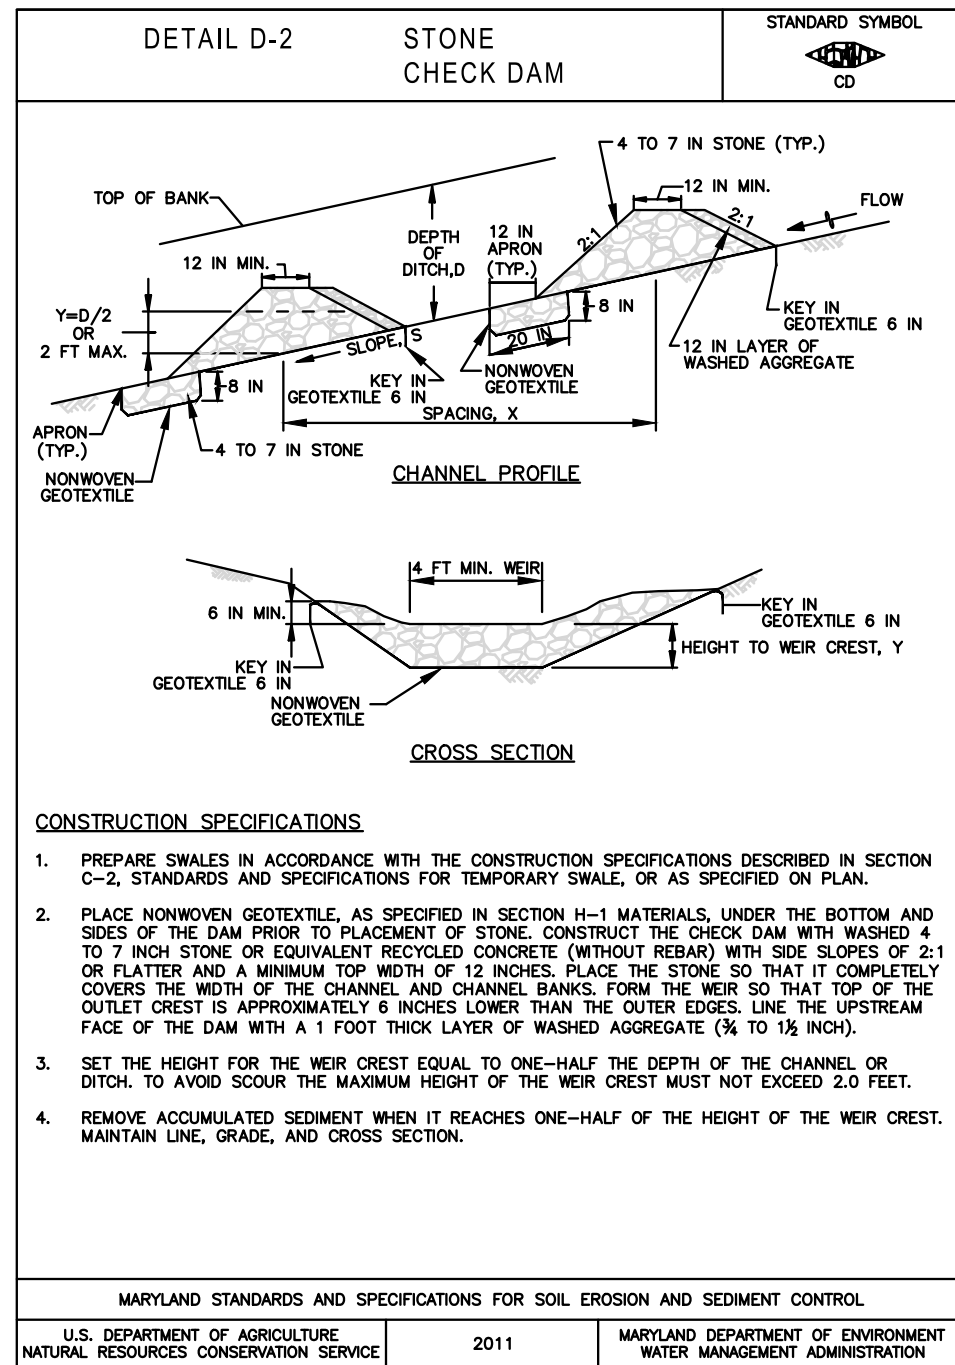 DETAIL D-2
STONE
CHECK DAM
STANDARD SYMBOL
CD
4 TO 7 IN STONE (TYP.)
12 IN MIN.
TOP OF BANK
FLOW
2:1
2:1
DEPTH
OF
DITCH,D
12 IN
APRON
(TYP.)
12 IN MIN.
Y=D/2
OR
2 FT MAX.
8 IN
KEY IN
GEOTEXTILE 6 IN
20 IN
SLOPE, S
12 IN LAYER OF
WASHED AGGREGATE
NONWOVEN
GEOTEXTILE
KEY IN
GEOTEXTILE 6 IN
8 IN
SPACING, X
APRON
(TYP.)
4 TO 7 IN STONE
NONWOVEN
GEOTEXTILE
CHANNEL PROFILE
4 FT MIN. WEIR
6 IN MIN.
KEY IN
GEOTEXTILE 6 IN
HEIGHT TO WEIR CREST, Y
KEY IN
GEOTEXTILE 6 IN
NONWOVEN
GEOTEXTILE
CROSS SECTION
CONSTRUCTION SPECIFICATIONS
1. PREPARE SWALES IN ACCORDANCE WITH THE CONSTRUCTION SPECIFICATIONS DESCRIBED IN SECTION
C-2, STANDARDS AND SPECIFICATIONS FOR TEMPORARY SWALE, OR AS SPECIFIED ON PLAN.
2. PLACE NONWOVEN GEOTEXTILE, AS SPECIFIED IN SECTION H-1 MATERIALS, UNDER THE BOTTOM AND
SIDES OF THE DAM PRIOR TO PLACEMENT OF STONE. CONSTRUCT THE CHECK DAM WITH WASHED 4
TO 7 INCH STONE OR EQUIVALENT RECYCLED CONCRETE (WITHOUT REBAR) WITH SIDE SLOPES OF 2:1
OR FLATTER AND A MINIMUM TOP WIDTH OF 12 INCHES. PLACE THE STONE SO THAT IT COMPLETELY
COVERS THE WIDTH OF THE CHANNEL AND CHANNEL BANKS. FORM THE WEIR SO THAT TOP OF THE
OUTLET CREST IS APPROXIMATELY 6 INCHES LOWER THAN THE OUTER EDGES. LINE THE UPSTREAM
FACE OF THE DAM WITH A 1 FOOT THICK LAYER OF WASHED AGGREGATE (¾ TO 1½ INCH).
3. SET THE HEIGHT FOR THE WEIR CREST EQUAL TO ONE-HALF THE DEPTH OF THE CHANNEL OR
DITCH. TO AVOID SCOUR THE MAXIMUM HEIGHT OF THE WEIR CREST MUST NOT EXCEED 2.0 FEET.
4. REMOVE ACCUMULATED SEDIMENT WHEN IT REACHES ONE-HALF OF THE HEIGHT OF THE WEIR CREST.
MAINTAIN LINE, GRADE, AND CROSS SECTION.
MARYLAND STANDARDS AND SPECIFICATIONS FOR SOIL EROSION AND SEDIMENT CONTROL
U.S. DEPARTMENT OF AGRICULTURE
NATURAL RESOURCES CONSERVATION SERVICE
2011
MARYLAND DEPARTMENT OF ENVIRONMENT
WATER MANAGEMENT ADMINISTRATION